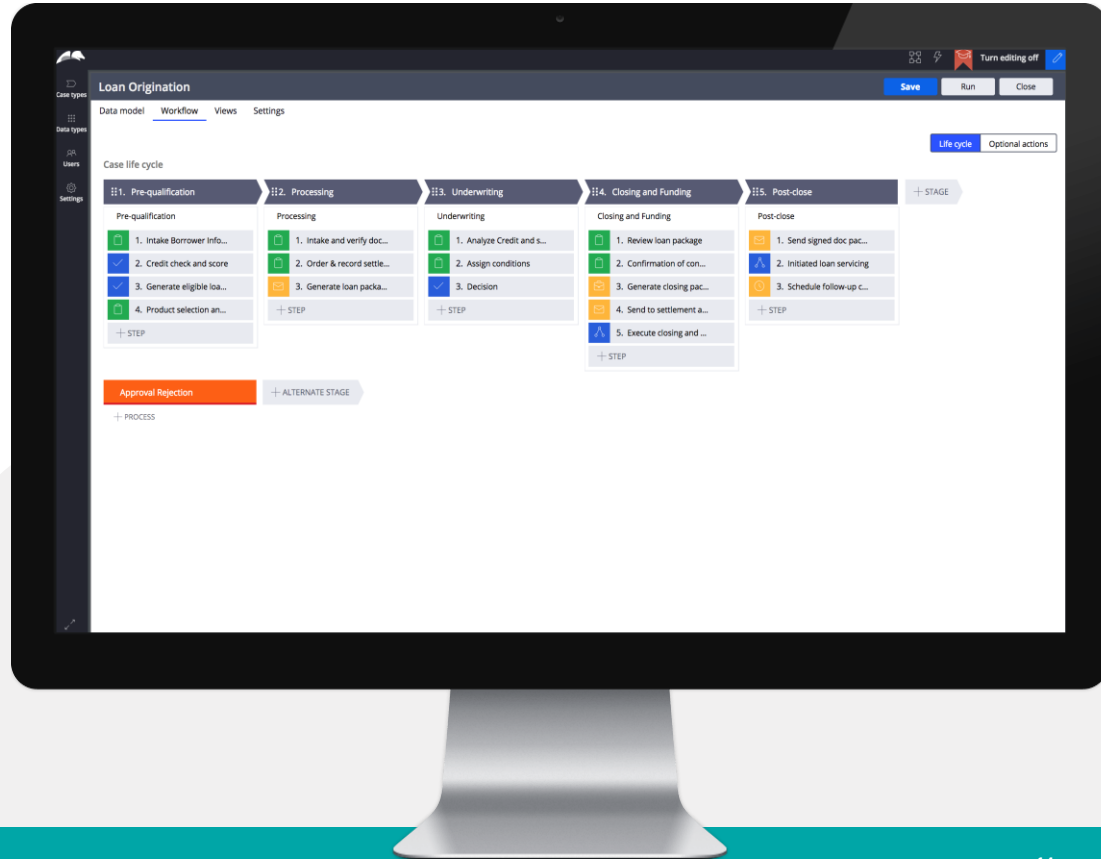 Turn editing off
Case types
Data types
Users
Settings
Loan Origination
Save
Run
Close
Data model
Workflow
Views
Settings
Life cycle
Optional actions
Case life cycle
1. Pre-qualification
2. Processing
3. Underwriting
4. Closing and Funding
5. Post-close
+ STAGE
Pre-qualification
1. Intake Borrower Info...
2. Credit check and score
3. Generate eligible loa...
4. Product selection an...
+ STEP
Processing
1. Intake and verify doc...
2. Order & record settle...
3. Generate loan packa...
+ STEP
Underwriting
1. Analyze Credit and s...
2. Assign conditions
3. Decision
+ STEP
Closing and Funding
1. Review loan package
2. Confirmation of con...
3. Generate closing pac...
4. Send to settlement a...
5. Execute closing and ...
+ STEP
Post-close
1. Send signed doc pac...
2. Initiated loan servicing
3. Schedule follow-up c...
+ STEP
Approval Rejection
+ ALTERNATE STAGE
+ PROCESS